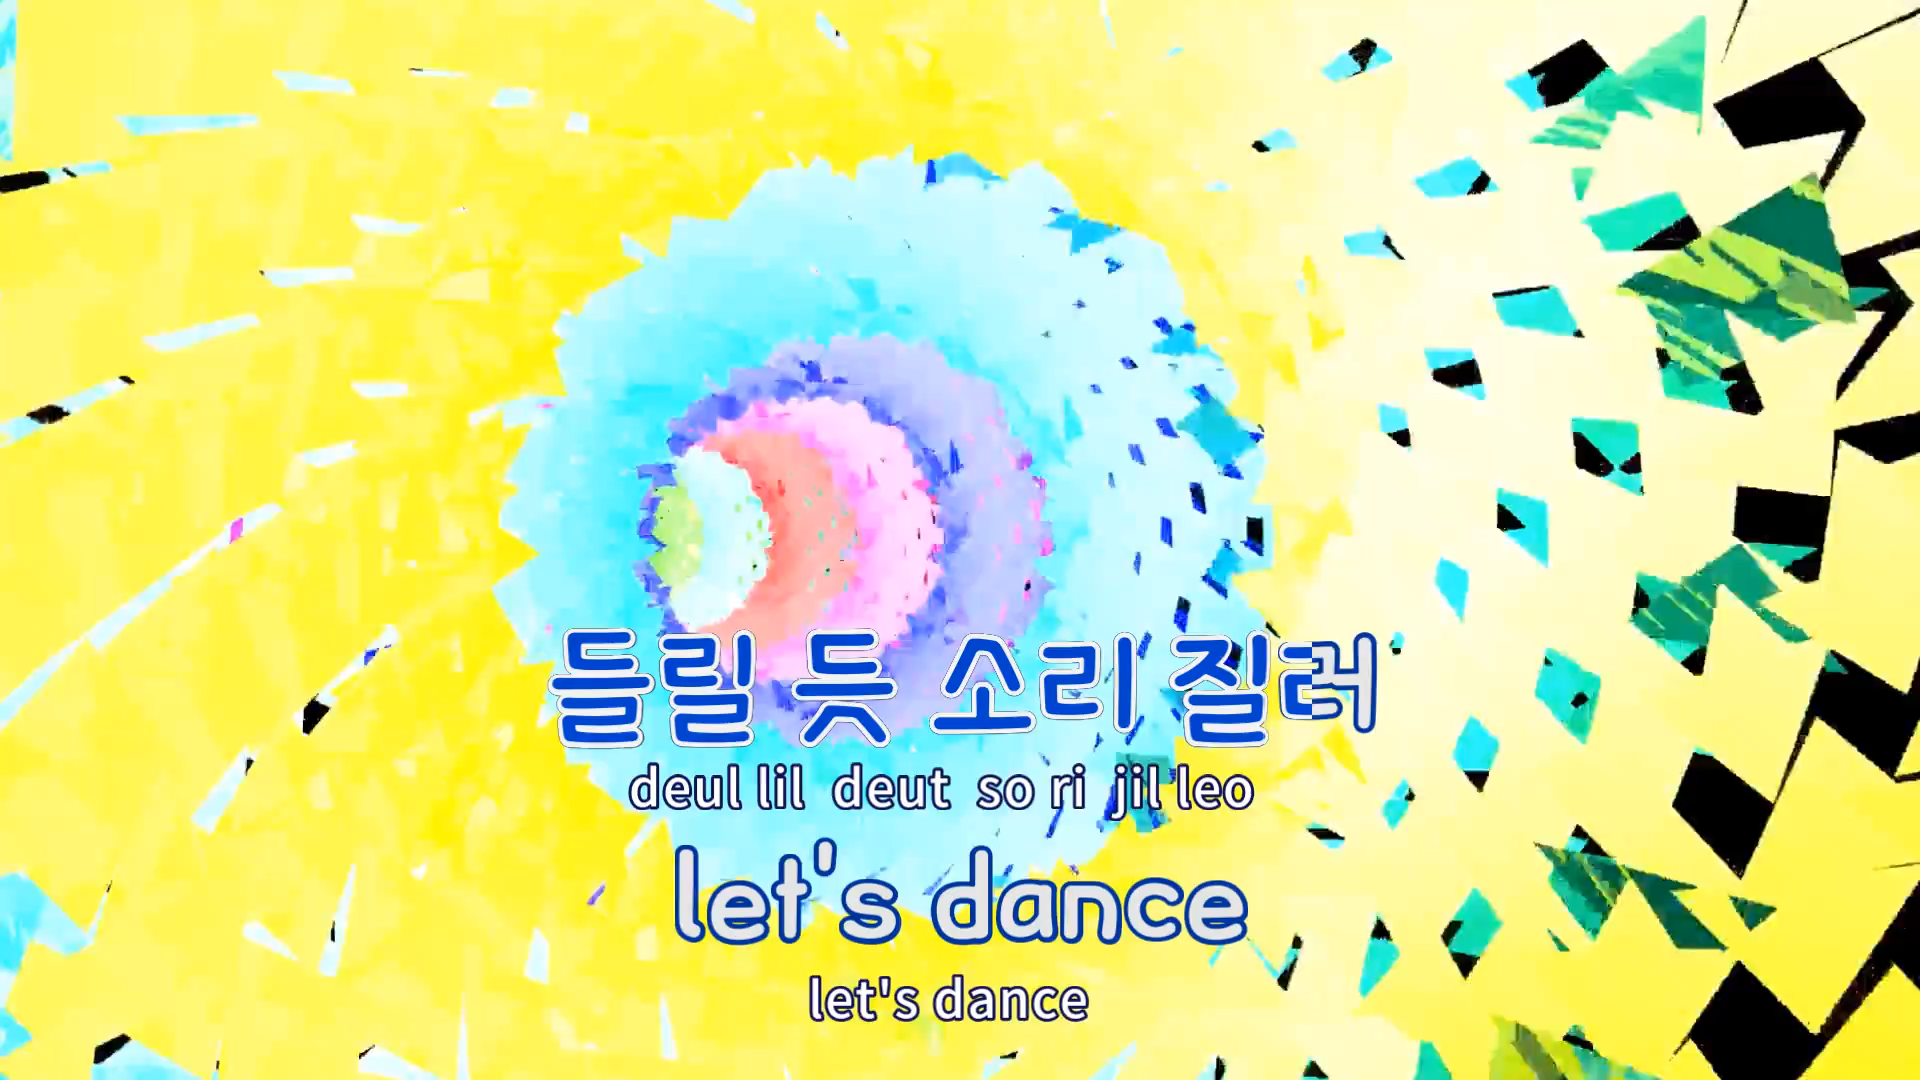 들릴 듯 소리 질러
deul lil deut so ri jil leo
let's dance
let's dance